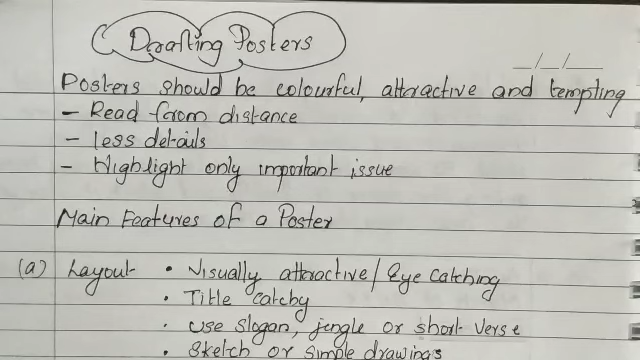 Drafting Posters
__/__/__
Posters should be colourful, attractive and tempting
- Read from distance
- Less details
- Highlight only important issue
Main Features of a Poster
(a) Layout • Visually attractive/ Eye catching
• Title catchy
• Use slogan, jingle or short verse
• Sketch or simple drawings